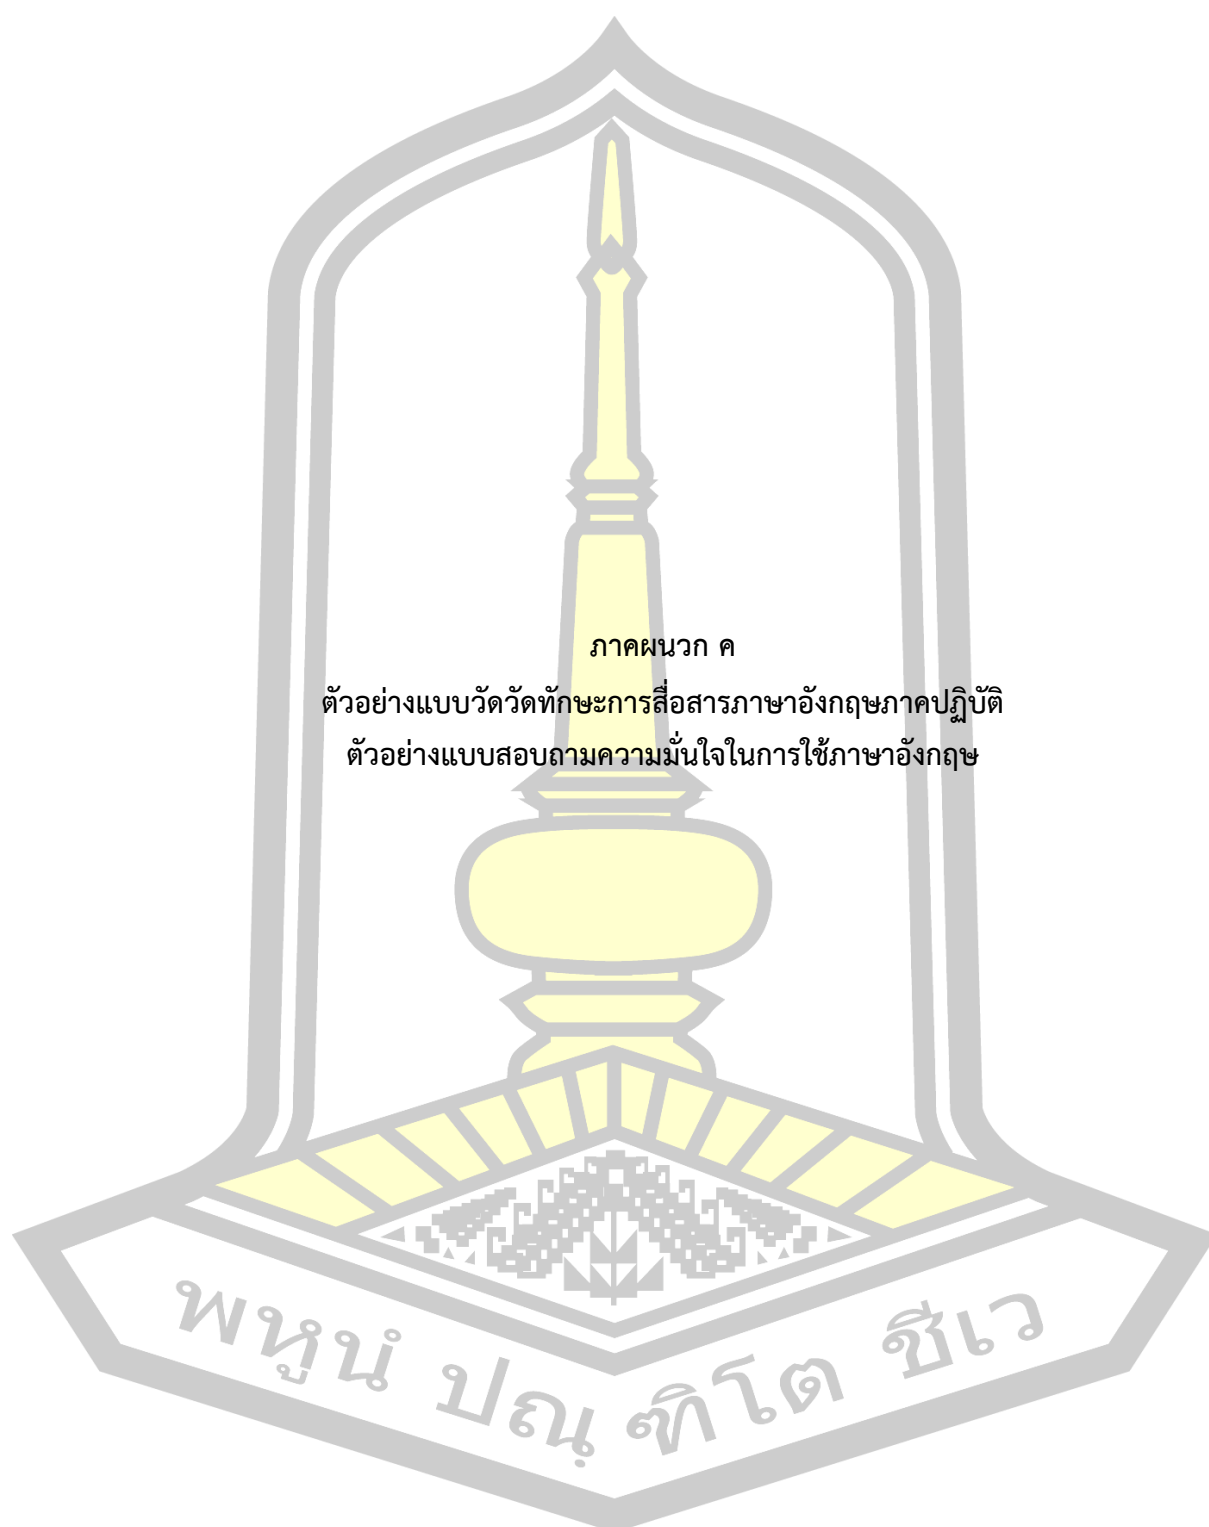 ภาคผนวก ค
ตัวอย่างแบบวัดวัดทักษะการสื่อสารภาษาอังกฤษภาคปฏิบัติ
ตัวอย่างแบบสอบถามความมั่นใจในการใช้ภาษาอังกฤษ
พหูนํ ปณฺฑิโต ชีเว